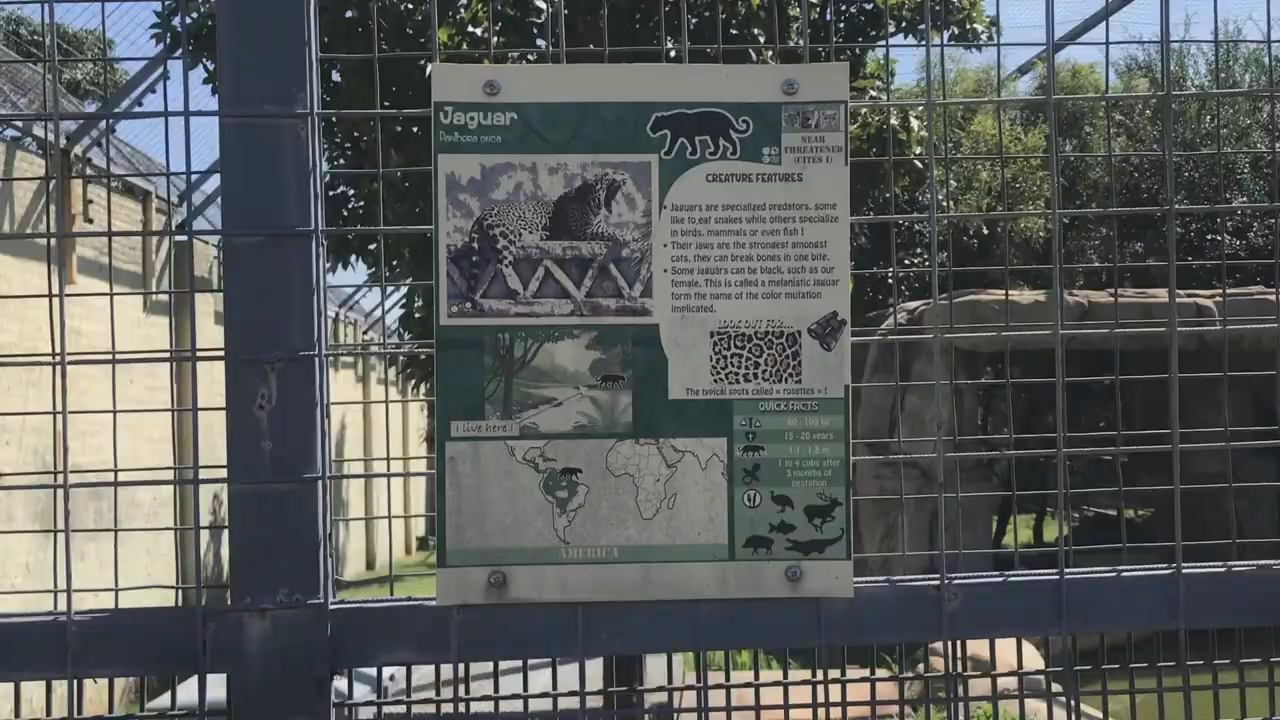 Jaguar
Panthera onca
NEAR
THREATENED
(CITES I)
CREATURE FEATURES
• Jaguars are specialized predators, some
like to eat snakes while others specialize
in birds, mammals or even fish !
• Their jaws are the strongest amongst
cats, they can break bones in one bite.
• Some Jaguars can be black, such as our
female. This is called a melanistic Jaguar
form the name of the color mutation
implicated.
LOOK OUT FOR...
The typical spots called « rosettes » !
I live here !
AMERICA
QUICK FACTS
60 - 100 KG
15 - 20 years
1,1 - 1,8 m
1 to 4 cubs after
3 months of
gestation